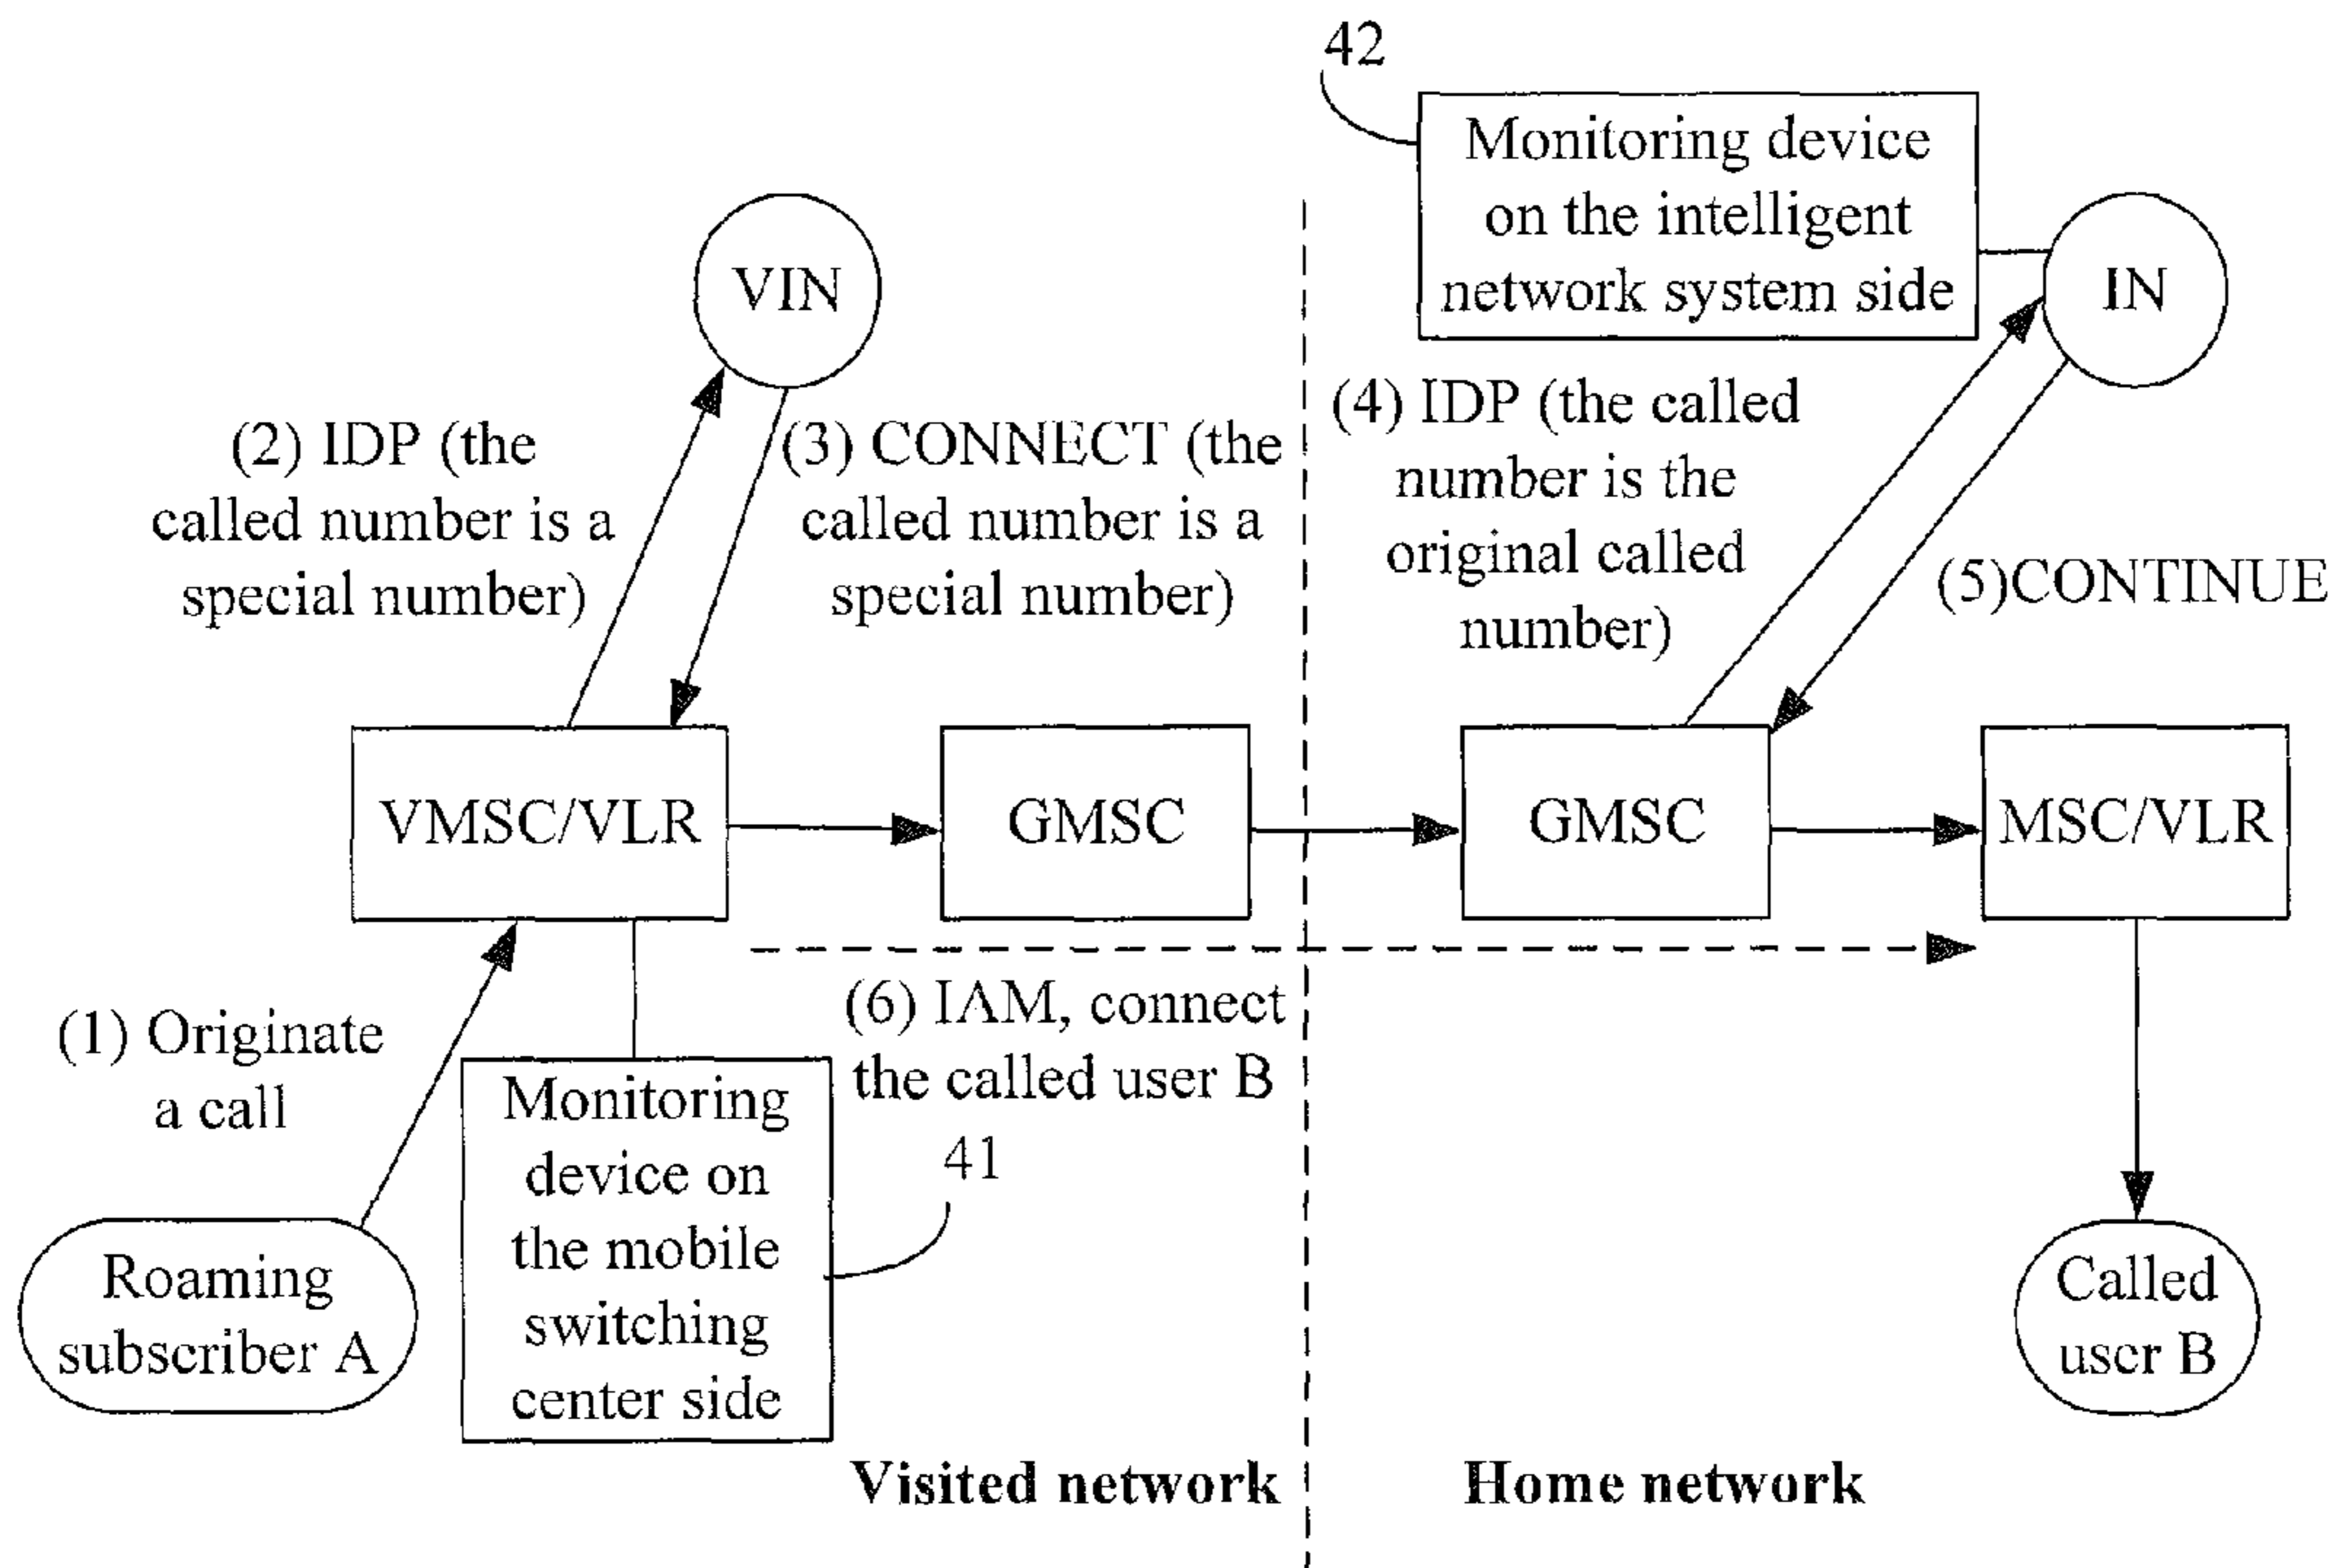 42
Monitoring device
on the intelligent
network system side
VIN
IN
(2) IDP (the
called number is a
special number)
(3) CONNECT (the
called number is a
special number)
(4) IDP (the called
number is the
original called
number)
(5)CONTINUE
VMSC/VLR
GMSC
GMSC
MSC/VLR
(1) Originate
a call
(6) IAM, connect
the called user B
Monitoring
device on
the mobile
switching
center side
41
Roaming
subscriber A
Called
user B
Visited network
Home network